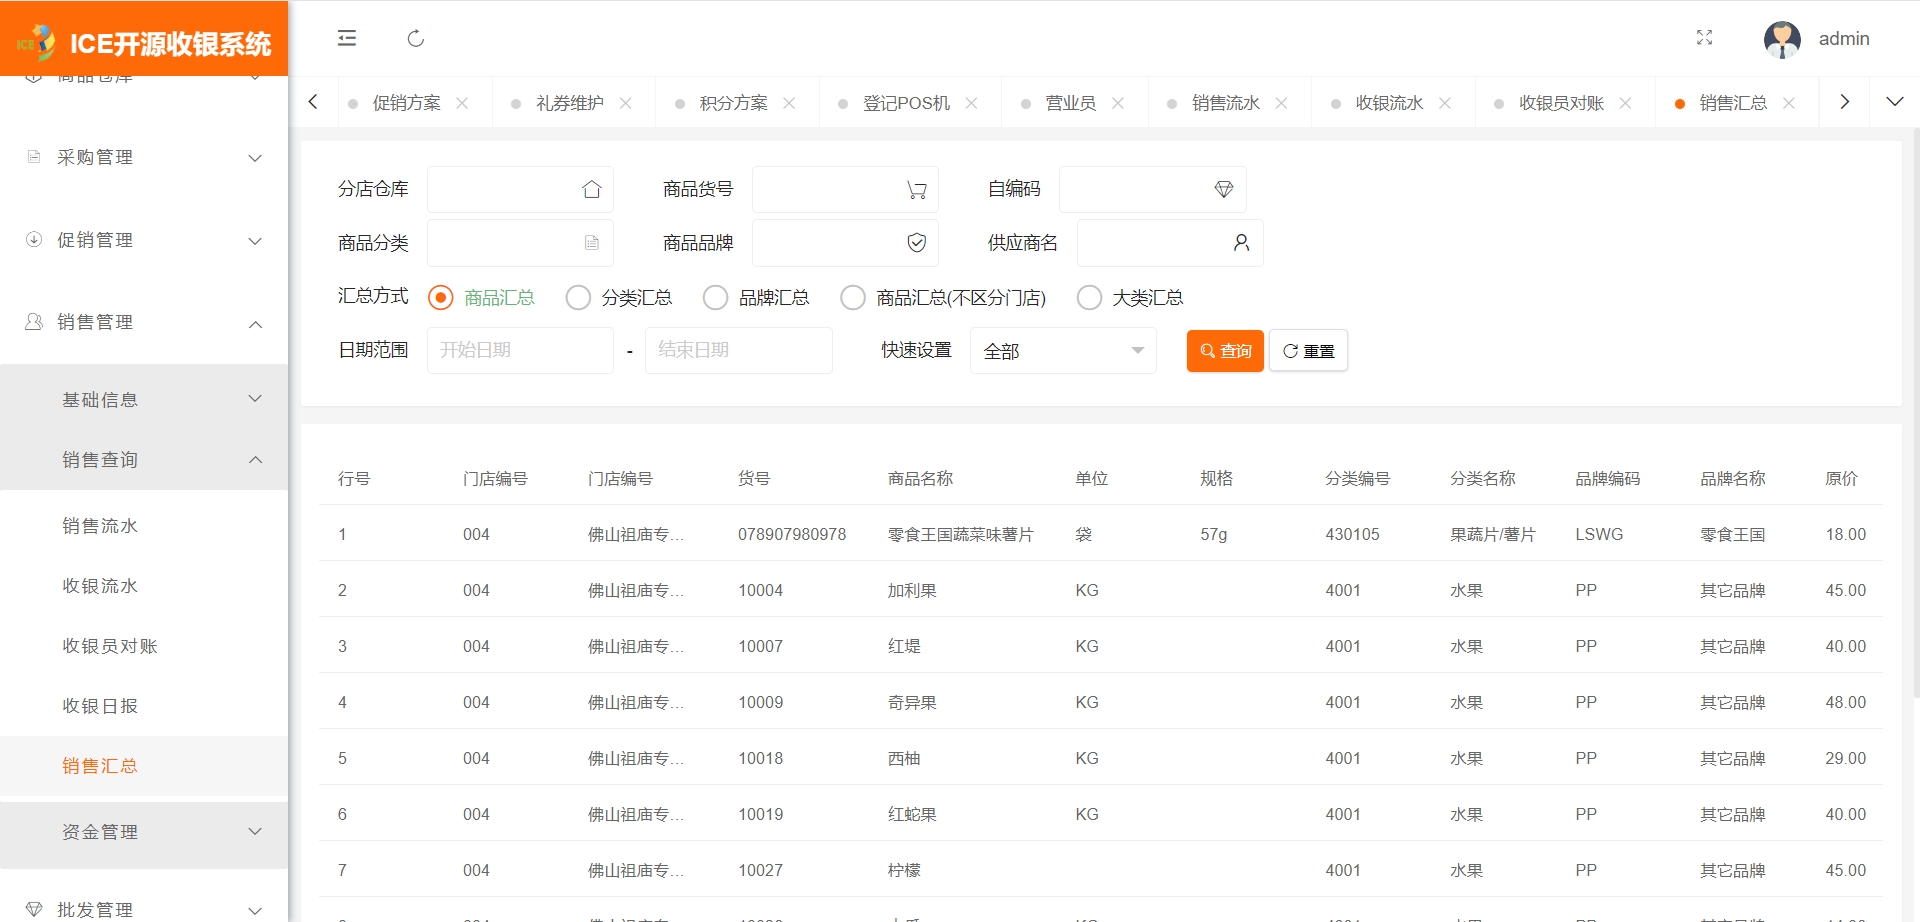 ICE开源收银系统
admin
商品仓库
采购管理
促销管理
销售管理
基础信息
销售查询
销售流水
收银流水
收银员对账
收银日报
销售汇总
资金管理
批发管理
促销方案 礼券维护 积分方案 登记POS机 营业员 销售流水 收银流水 收银员对账 销售汇总
分店仓库 商品货号 自编码
商品分类 商品品牌 供应商名
汇总方式 商品汇总 分类汇总 品牌汇总 商品汇总(不区分门店) 大类汇总
日期范围 开始日期 - 结束日期 快速设置 全部 查询 重置
行号 门店编号 门店编号 货号 商品名称 单位 规格 分类编号 分类名称 品牌编码 品牌名称 原价
1 004 佛山祖庙专... 078907980978 零食王国蔬菜味薯片 袋 57g 430105 果蔬片/薯片 LSWG 零食王国 18.00
2 004 佛山祖庙专... 10004 加利果 KG 4001 水果 PP 其它品牌 45.00
3 004 佛山祖庙专... 10007 红堤 KG 4001 水果 PP 其它品牌 40.00
4 004 佛山祖庙专... 10009 奇异果 KG 4001 水果 PP 其它品牌 48.00
5 004 佛山祖庙专... 10018 西柚 KG 4001 水果 PP 其它品牌 29.00
6 004 佛山祖庙专... 10019 红蛇果 KG 4001 水果 PP 其它品牌 40.00
7 004 佛山祖庙专... 10027 柠檬 4001 水果 PP 其它品牌 45.00